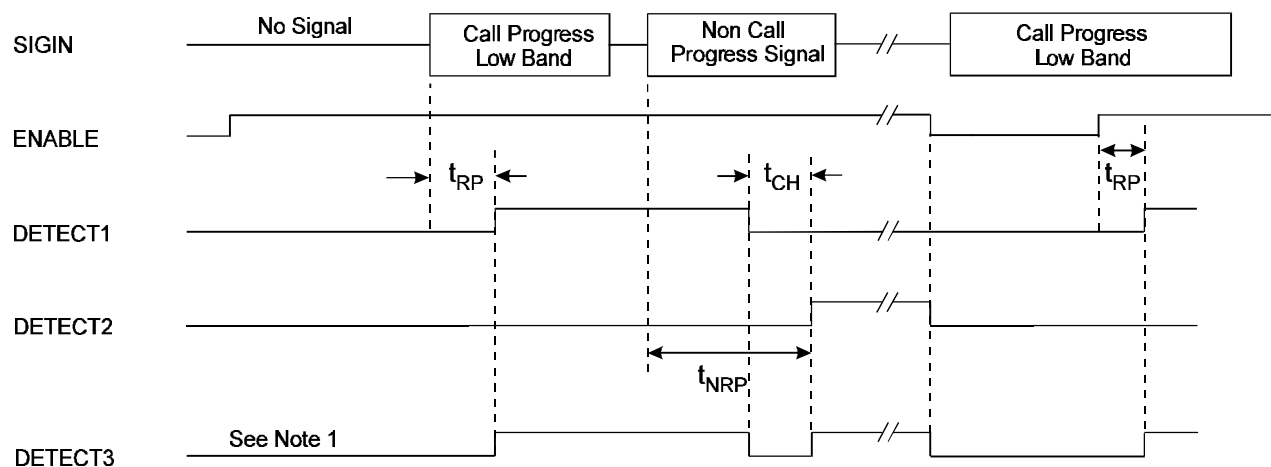 No Signal
Call Progress
Low Band
Non Call
Progress Signal
Call Progress
Low Band
SIGIN
ENABLE
tRP
tCH
tRP
DETECT1
DETECT2
tNRP
See Note 1
DETECT3